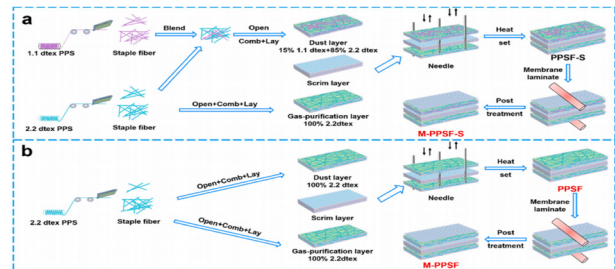 a
1.1 dtex PPS
Staple fiber
Blend
Open
Comb+Lay
Dust layer
15% 1.1 dtex+85% 2.2 dtex
Scrim layer
Needle
Heat
set
PPSF-S
Membrane
laminate
2.2 dtex PPS
Staple fiber
Open+Comb+Lay
Gas-purification layer
100% 2.2dtex
Post
treatment
M-PPSF-S
b
2.2 dtex PPS
Staple fiber
Open+Comb+Lay
Open+Comb+Lay
Dust layer
100% 2.2 dtex
Scrim layer
Gas-purification layer
100% 2.2dtex
Needle
Heat
set
PPSF
Membrane
laminate
Post
treatment
M-PPSF